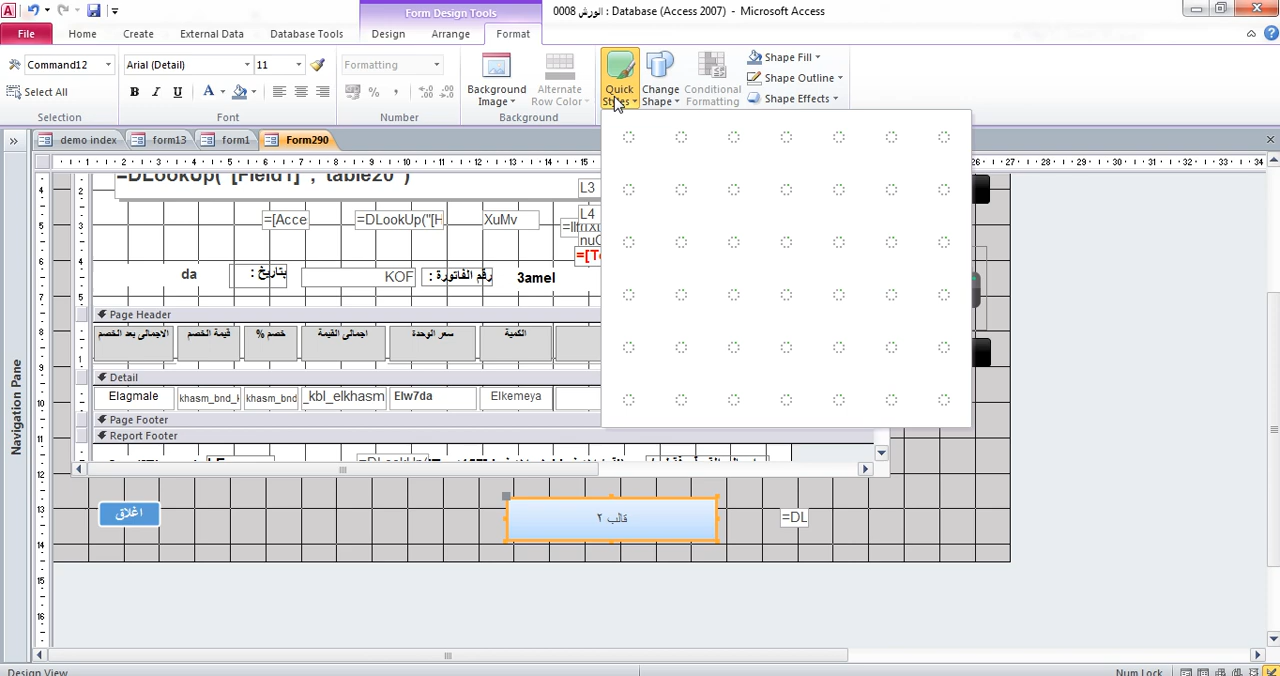 Form Design Tools
0008 الورش : Database (Access 2007) - Microsoft Access
File Home Create External Data Database Tools Design Arrange Format
Command12
Select All
Selection
Arial (Detail) 11
B I U A
Font
Formatting
% ,
Number
Background Image
Alternate Row Color
Background
Quick Styles
Change Shape
Conditional Formatting
Shape Fill
Shape Outline
Shape Effects
demo index form13 form1 Form290
=DLookUp("[Field1]","table20")
L3
=[Acce =DLookUp("[H XuMv
L4
da بتاريخ : KOF رقم الفاتورة : 3amel
Page Header
الاجمالى بعد الخصم قيمة الخصم خصم % اجمالى القيمة سعر الوحدة الكمية
Detail
Elagmale khasm_bnd_k khasm_bnd _kbl_elkhasm Elw7da Elkemeya
Page Footer
Report Footer
اغلاق
قالب ٢
=DL
Navigation Pane
Design View
Num Lock